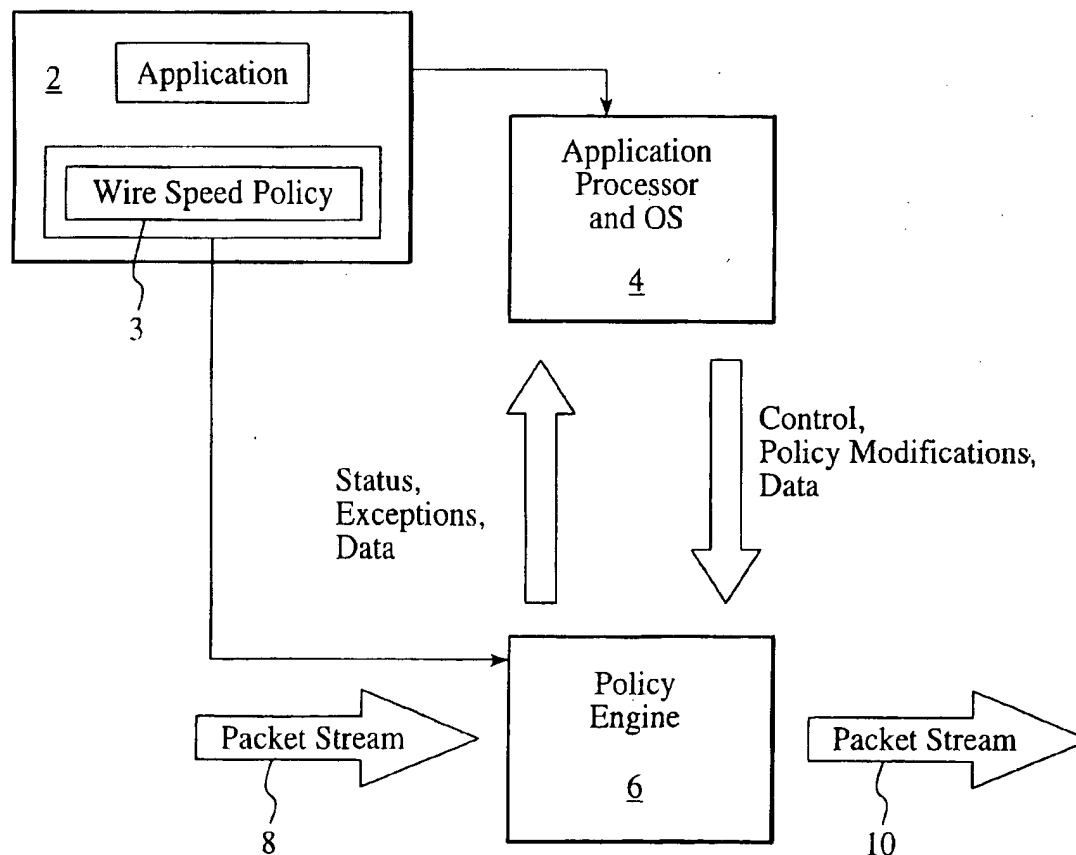 2
Application
Wire Speed Policy
3
Application
Processor
and OS
4
Status,
Exceptions,
Data
Control,
Policy Modifications,
Data
Policy
Engine
6
Packet Stream
8
Packet Stream
10